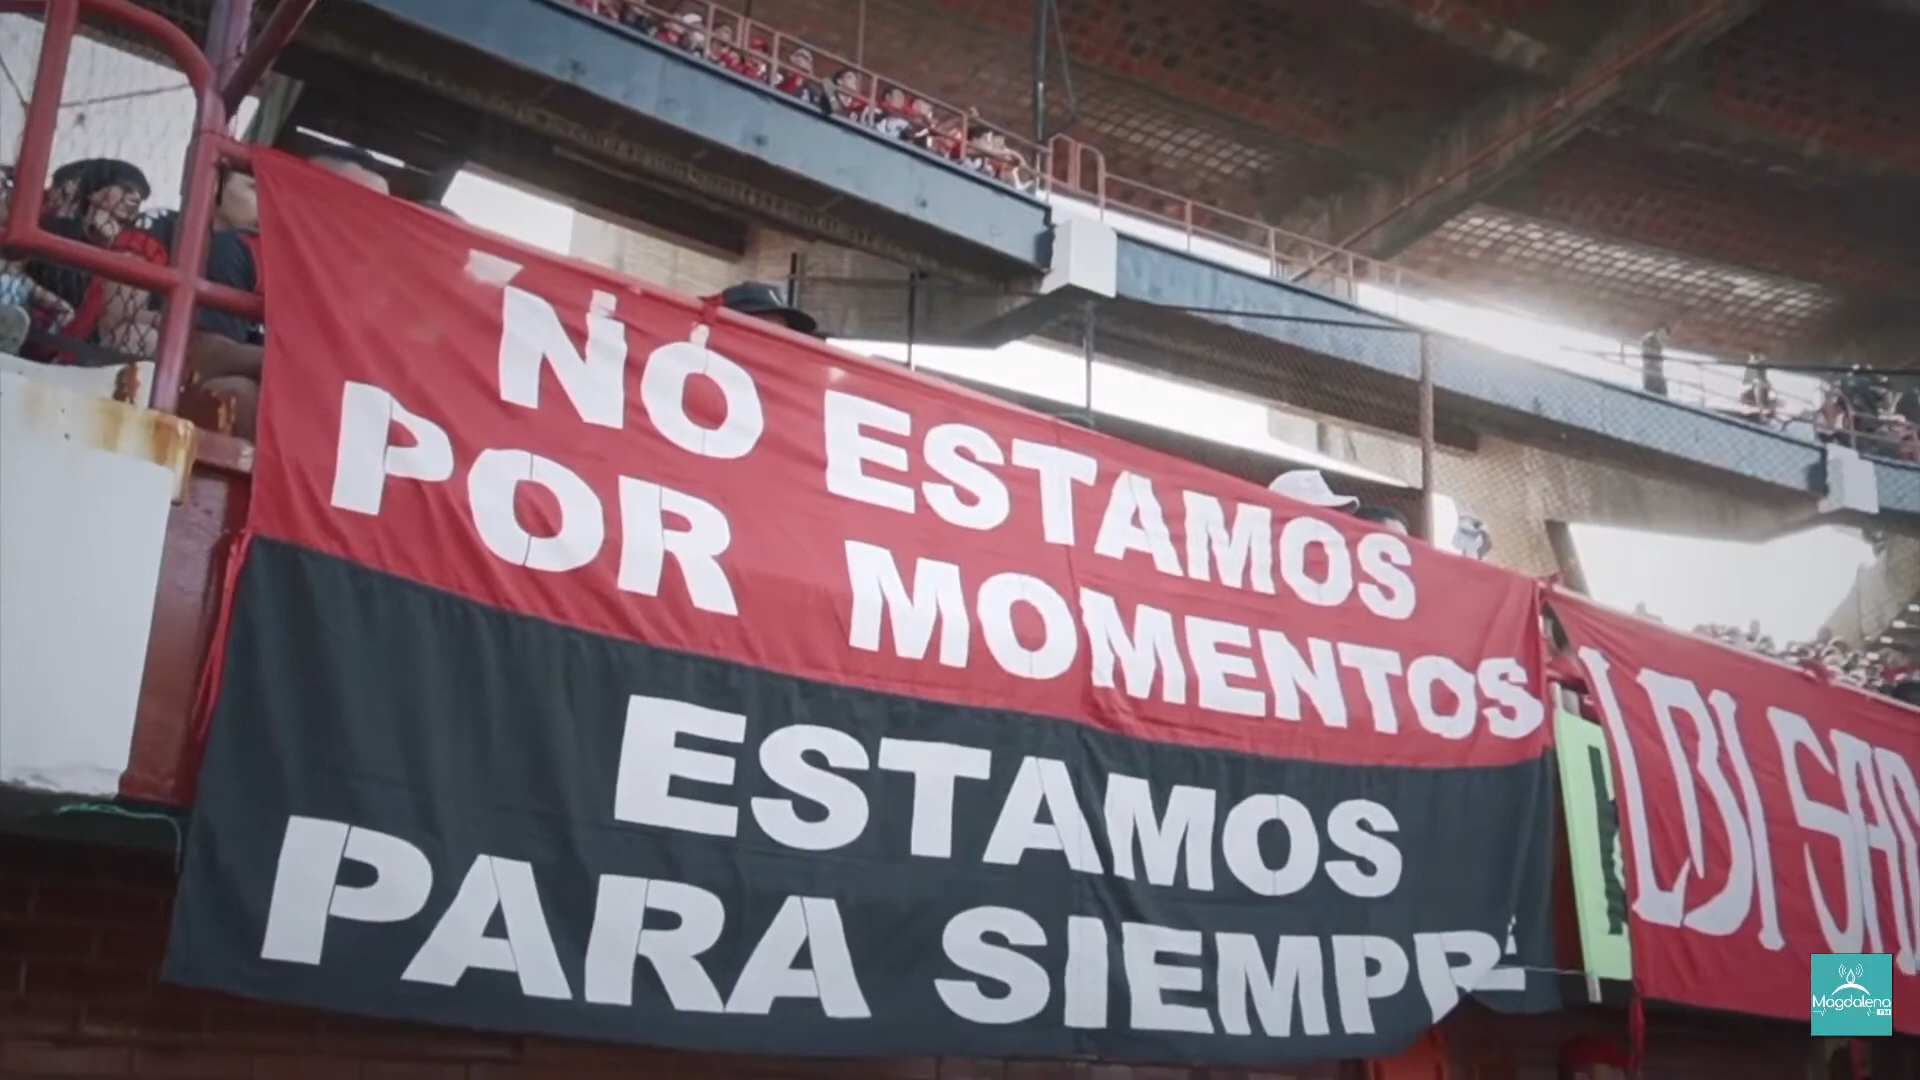 NO ESTAMOS
POR MOMENTOS
ESTAMOS
PARA SIEMPRE
Magdalena